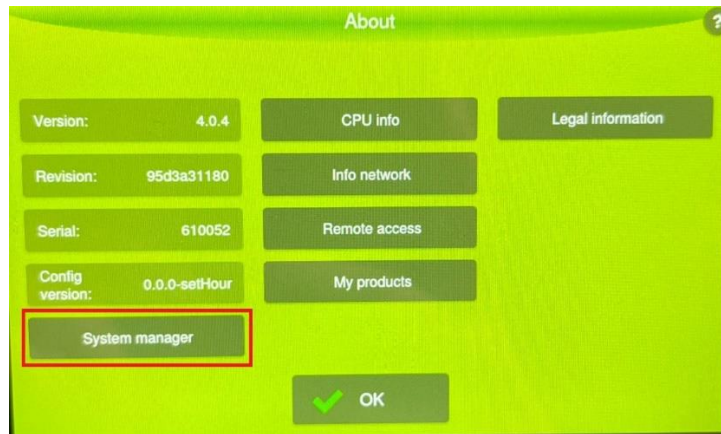 About
?
Version: 4.0.4
CPU info
Legal information
Revision: 95d3a31180
Info network
Serial: 610052
Remote access
Config
version: 0.0.0-setHour
My products
System manager
OK